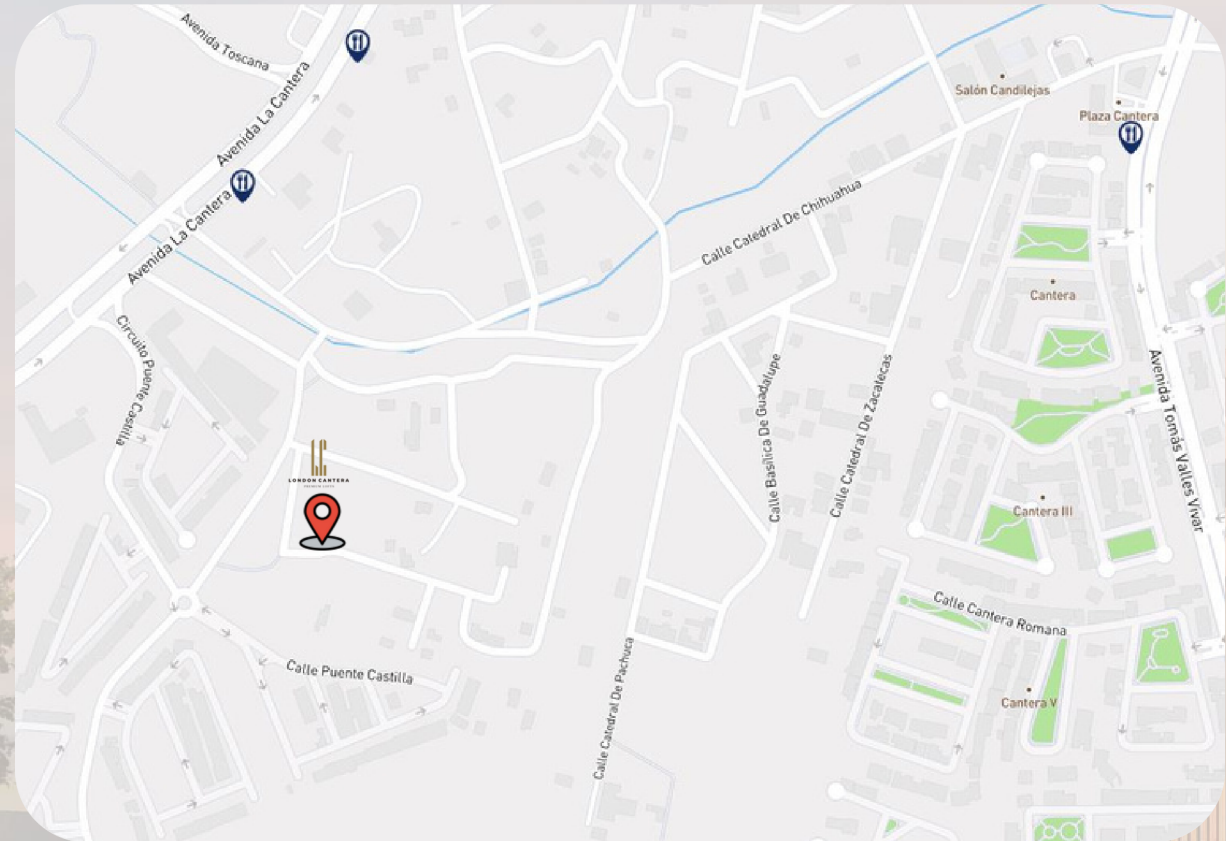 Avenida Toscana
Avenida La Cantera
Avenida La Cantera
Salón Candilejas
Plaza Cantera
Calle Catedral De Chihuahua
Cantera
Circuito Puente Castilla
Calle Basílica De Guadalupe
Calle Catedral De Zacatecas
Avenida Tomás Valles Vivar
LONDON CANTERA
Cantera III
Calle Cantera Romana
Calle Puente Castilla
Calle Catedral De Pachuca
Cantera V